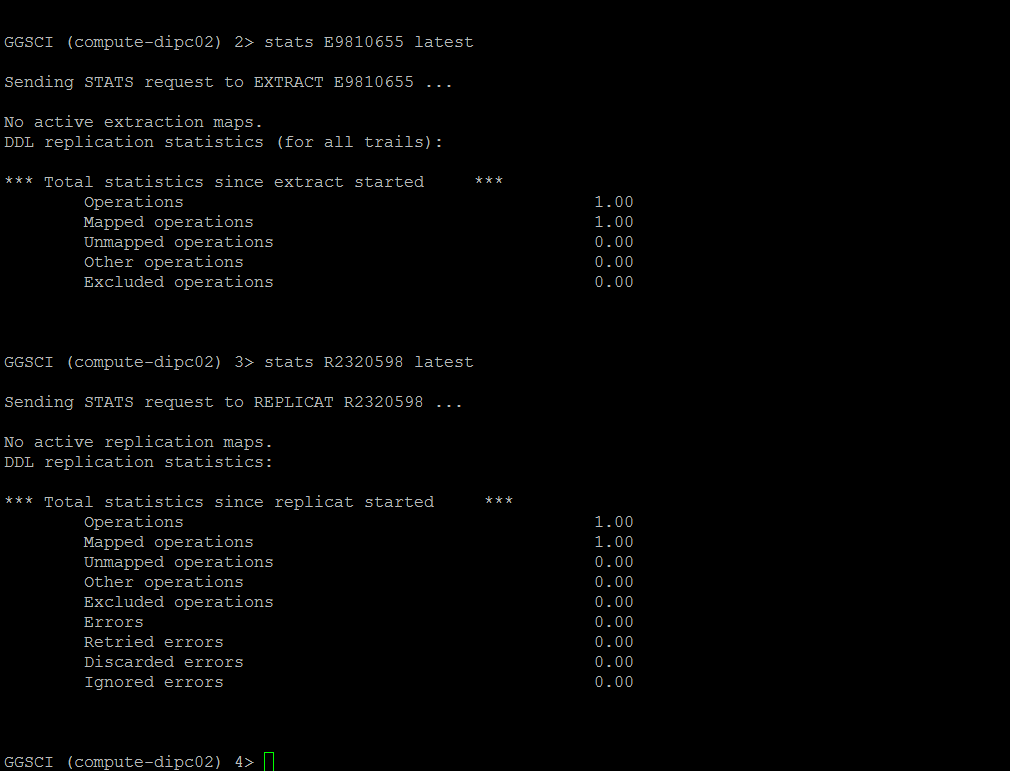 GGSCI (compute-dipc02) 2> stats E9810655 latest
Sending STATS request to EXTRACT E9810655 ...
No active extraction maps.
DDL replication statistics (for all trails):
*** Total statistics since extract started     ***
Operations 1.00
Mapped operations 1.00
Unmapped operations 0.00
Other operations 0.00
Excluded operations 0.00
GGSCI (compute-dipc02) 3> stats R2320598 latest
Sending STATS request to REPLICAT R2320598 ...
No active replication maps.
DDL replication statistics:
*** Total statistics since replicat started     ***
Operations 1.00
Mapped operations 1.00
Unmapped operations 0.00
Other operations 0.00
Excluded operations 0.00
Errors 0.00
Retried errors 0.00
Discarded errors 0.00
Ignored errors 0.00
GGSCI (compute-dipc02) 4>